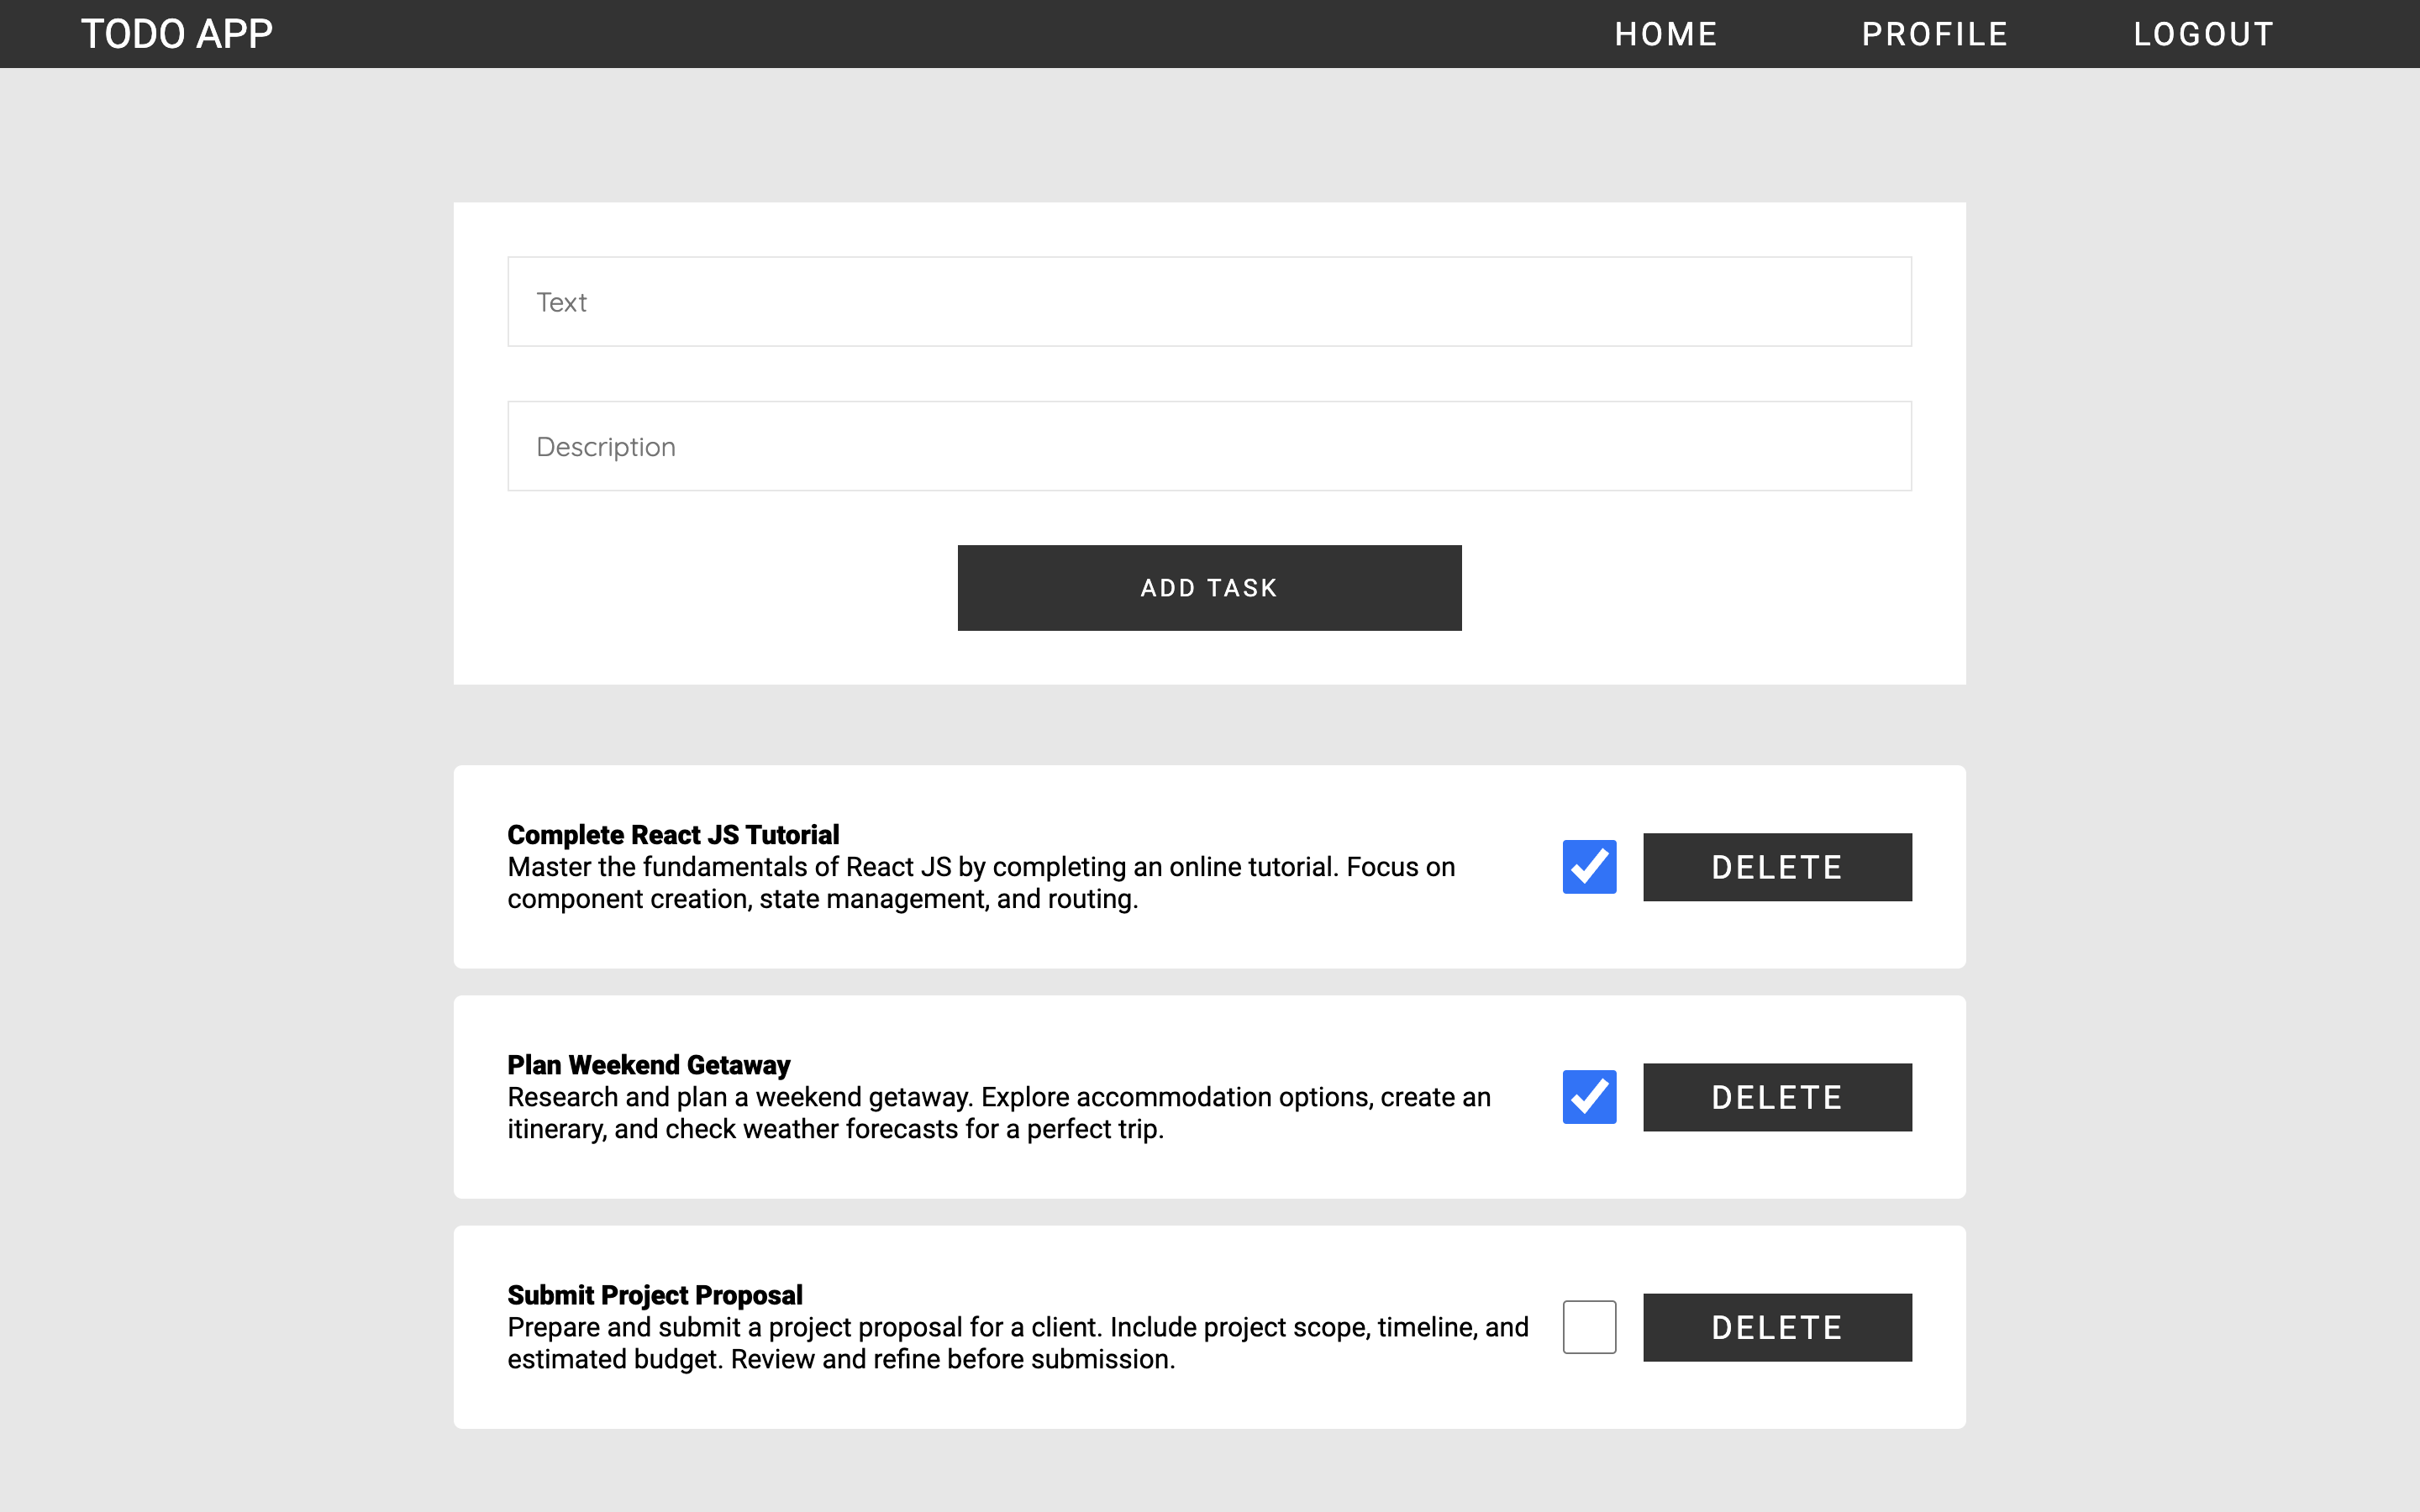 TODO APP
HOME
PROFILE
LOGOUT
Text
Description
ADD TASK
Complete React JS Tutorial
Master the fundamentals of React JS by completing an online tutorial. Focus on
component creation, state management, and routing.
DELETE
Plan Weekend Getaway
Research and plan a weekend getaway. Explore accommodation options, create an
itinerary, and check weather forecasts for a perfect trip.
DELETE
Submit Project Proposal
Prepare and submit a project proposal for a client. Include project scope, timeline, and
estimated budget. Review and refine before submission.
DELETE